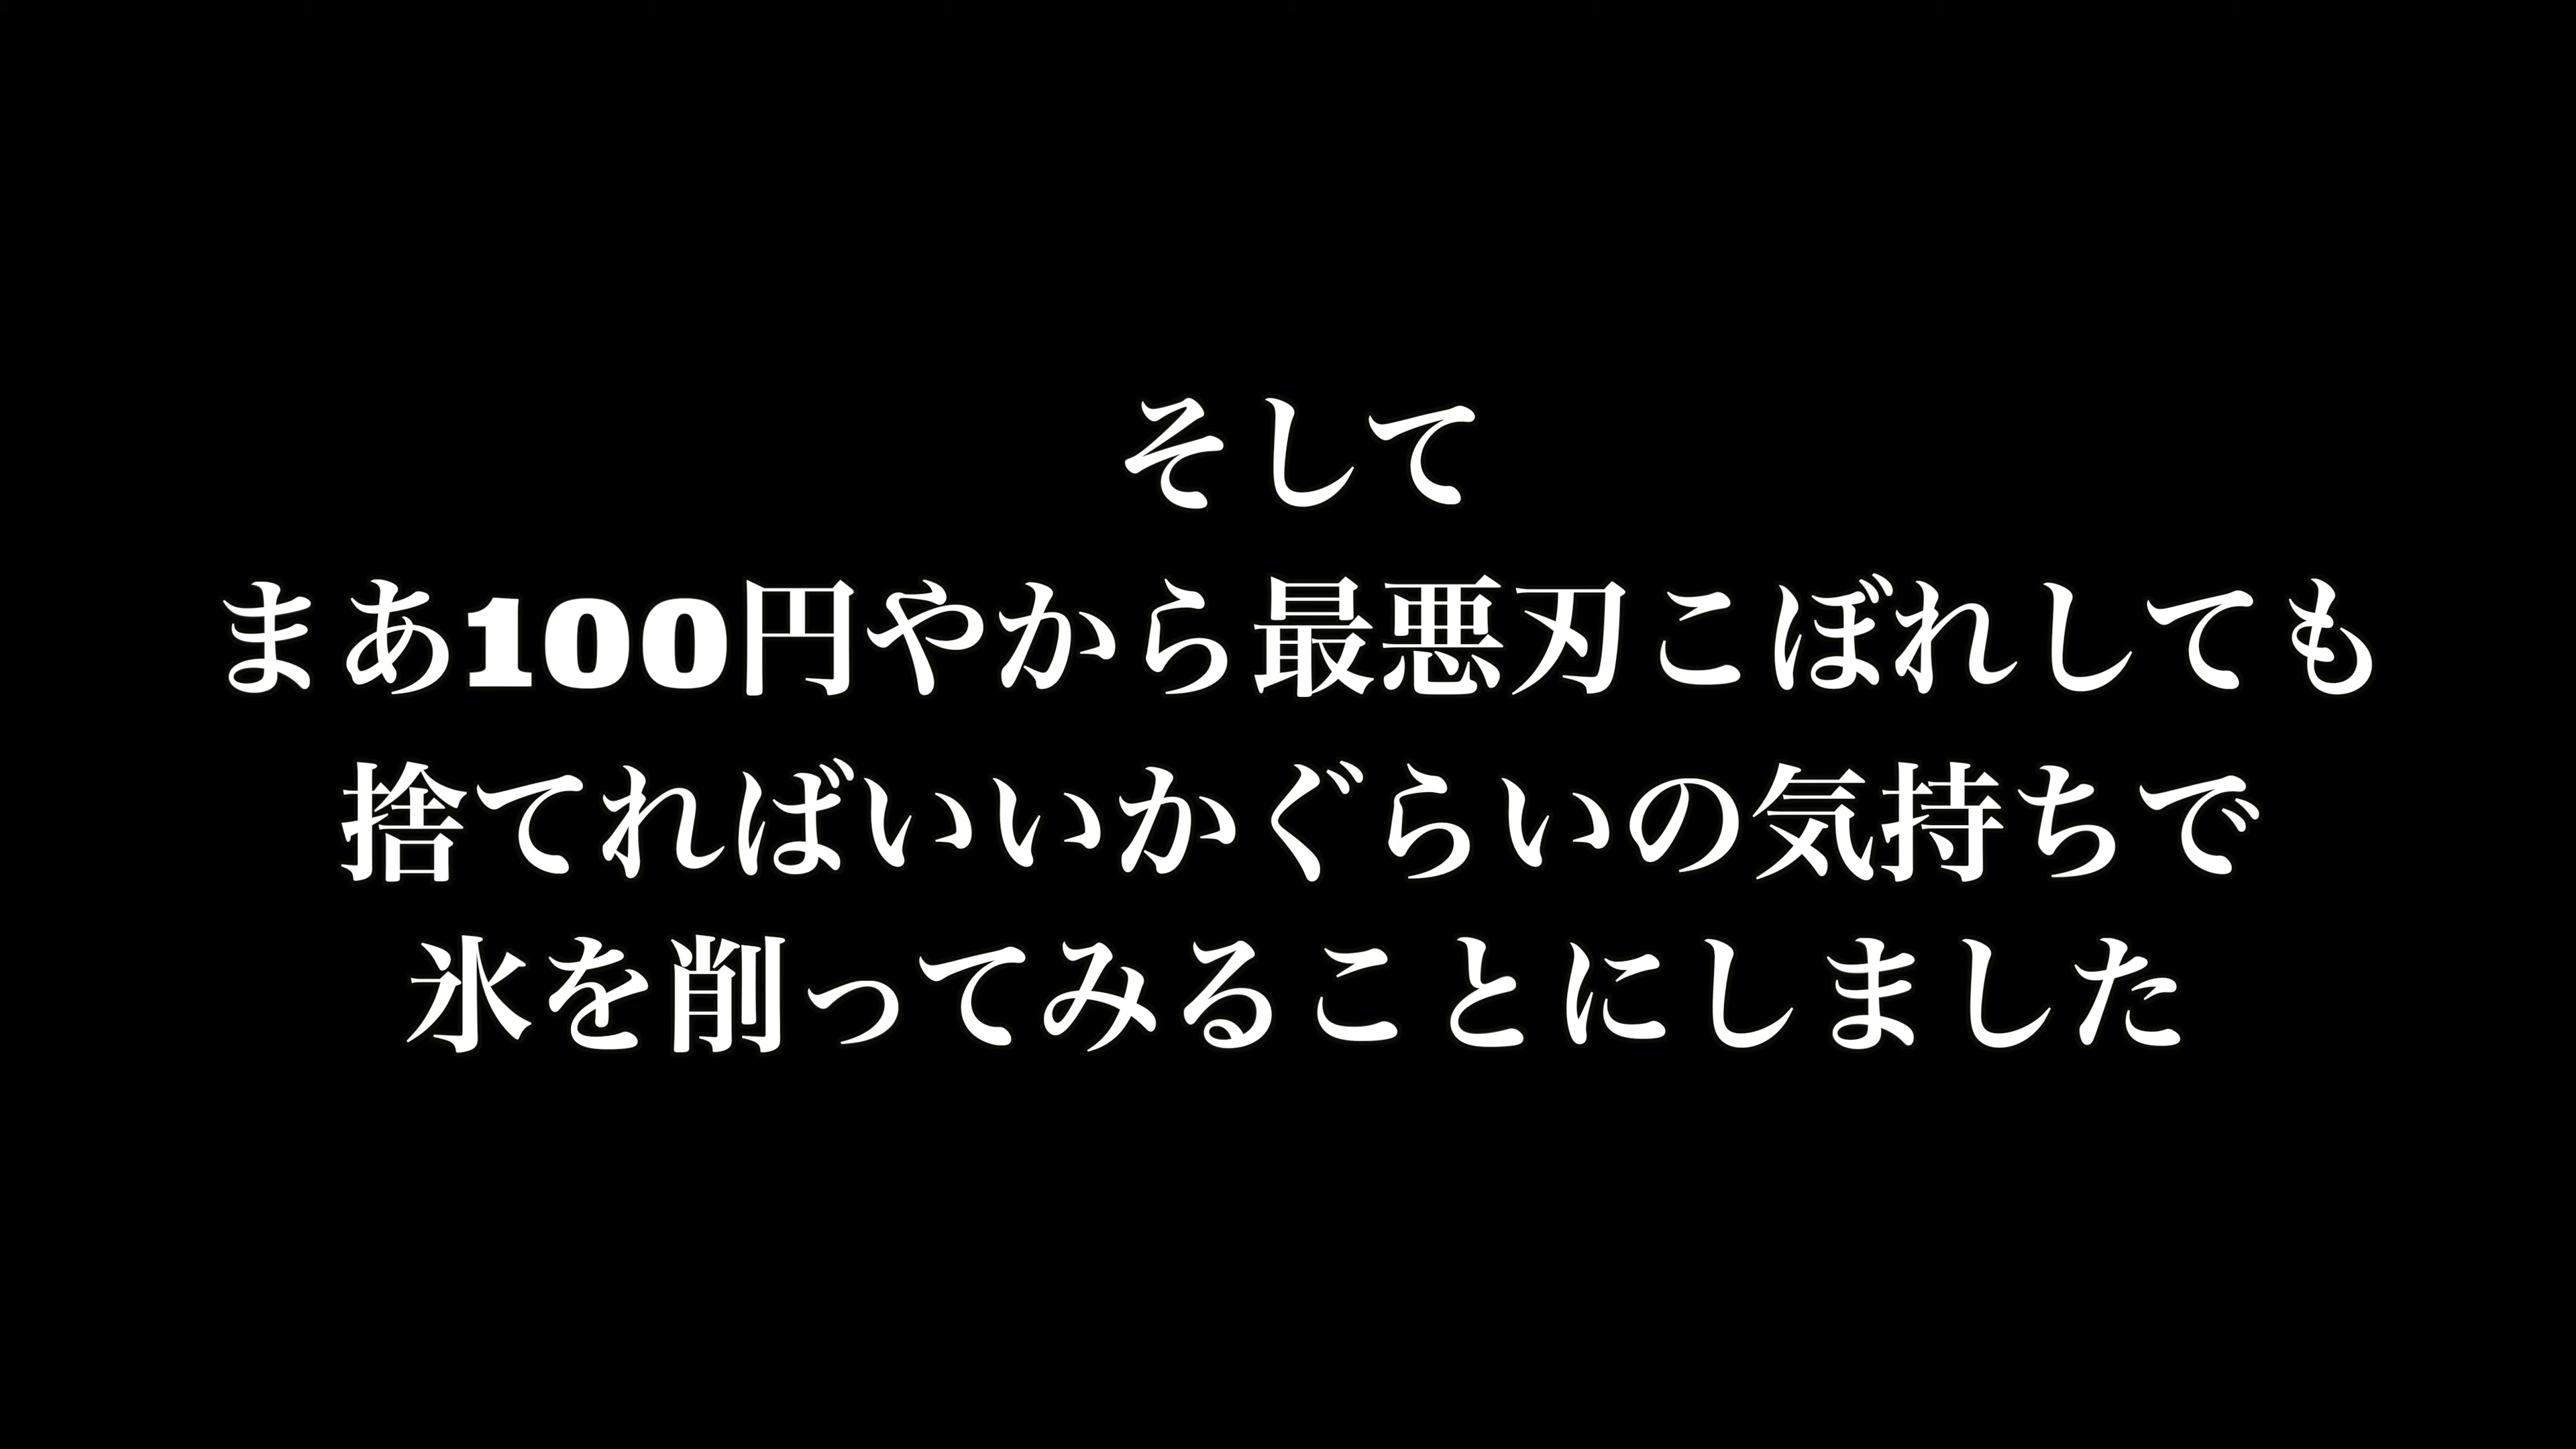 そして
まあ100円やから最悪刃こぼれしても
捨てればいいかぐらいの気持ちで
氷を削ってみることにしました